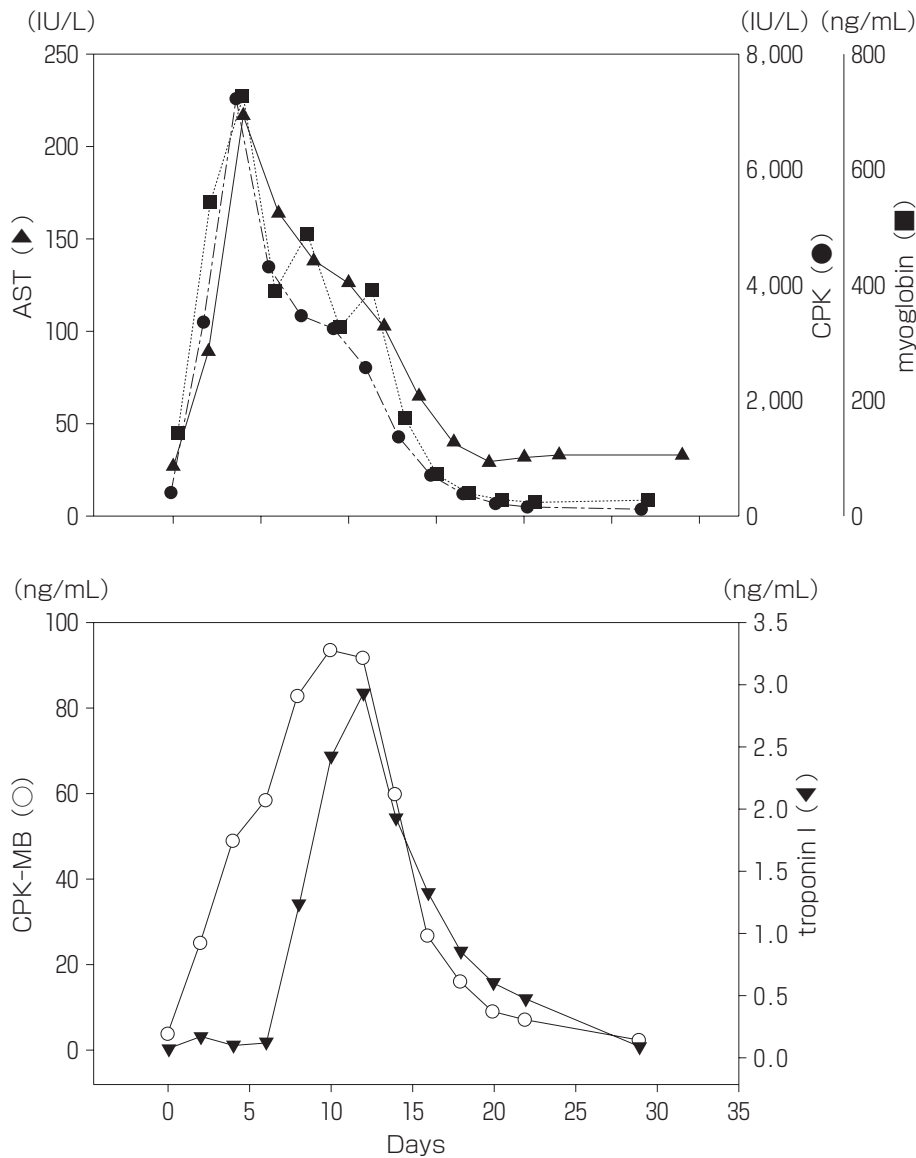 (IU/L)
(IU/L) (ng/mL)
250
200
150
100
50
0
AST (▲)
8,000
6,000
4,000
2,000
0
CPK (●)
800
600
400
200
0
myoglobin (■)
(ng/mL)
(ng/mL)
100
80
60
40
20
0
CPK-MB (○)
3.5
3.0
2.5
2.0
1.5
1.0
0.5
0.0
troponin I (▼)
0 5 10 15 20 25 30 35
Days